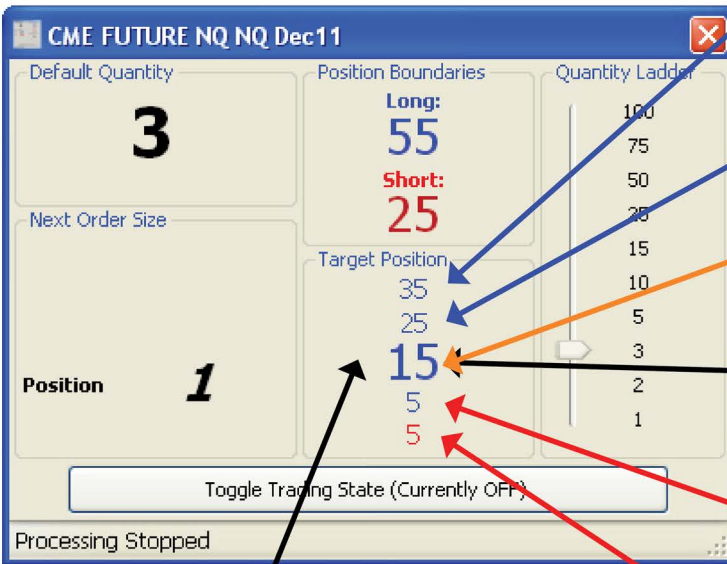 CME FUTURE NQ NQ Dec11
Default Quantity
3
Next Order Size
Position 1
Position Boundaries
Long:
55
Short:
25
Target Position
35
25
15
5
5
Quantity Ladder
100
75
50
25
15
10
5
3
2
1
Toggle Trading State (Currently OFF)
Processing Stopped